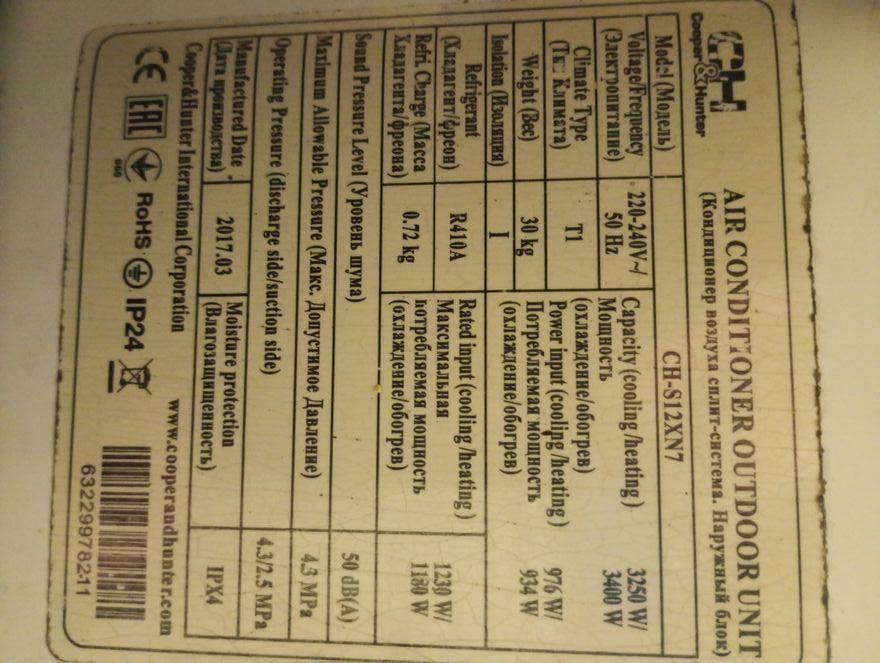 Cooper&Hunter
AIR CONDITIONER OUTDOOR UNIT
(Кондиционер воздуха сплит-система. Наружный блок)
Model (Модель)
CH-S12XN7
Voltage/Frequency
(Электропитание)
220-240V~/
50 Hz
Capacity (cooling /heating)
Мощность
(охлаждение/обогрев)
3250 W/
3400 W
Climate Type
(Тип Климата)
T1
Power input (cooling /heating)
Потребляемая мощность
(охлаждение/обогрев)
976 W/
934 W
Weight (Вес)
30 kg
Isolation (Изоляция)
I
Refrigerant
(Хладагент/фреон)
R410A
Rated input (cooling /heating)
Максимальная
потребляемая мощность
(охлаждение/обогрев)
1230 W/
1180 W
Refri. Charge (Масса
Хладагента/фреона)
0.72 kg
Sound Pressure Level (Уровень шума)
50 dB(A)
Maximum Allowable Pressure (Макс. Допустимое Давление)
4.3 MPa
Operating Pressure (discharge side/suction side)
4.3/2.5 MPa
Manufactured Date
(Дата производства)
2017.03
Moisture protection
(Влагозащищенность)
IPX4
Cooper&Hunter International Corporation
www.cooperandhunter.com
CE EAC RoHS IP24
63229978211